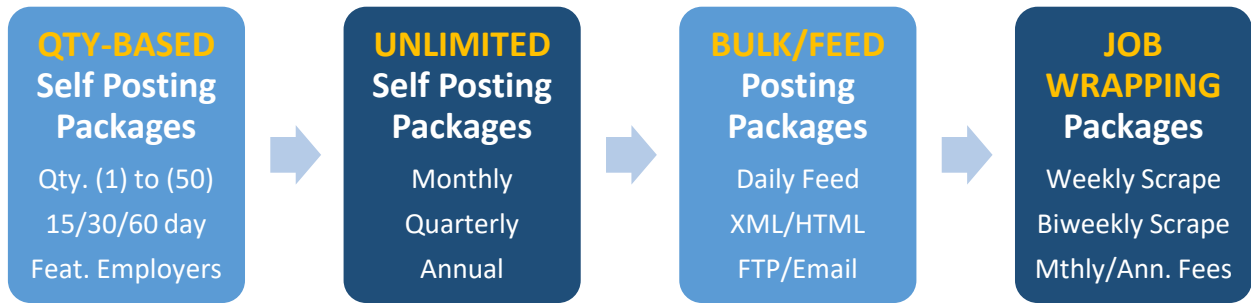 QTY-BASED
Self Posting
Packages
Qty. (1) to (50)
15/30/60 day
Feat. Employers
UNLIMITED
Self Posting
Packages
Monthly
Quarterly
Annual
BULK/FEED
Posting
Packages
Daily Feed
XML/HTML
FTP/Email
JOB
WRAPPING
Packages
Weekly Scrape
Biweekly Scrape
Mthly/Ann. Fees